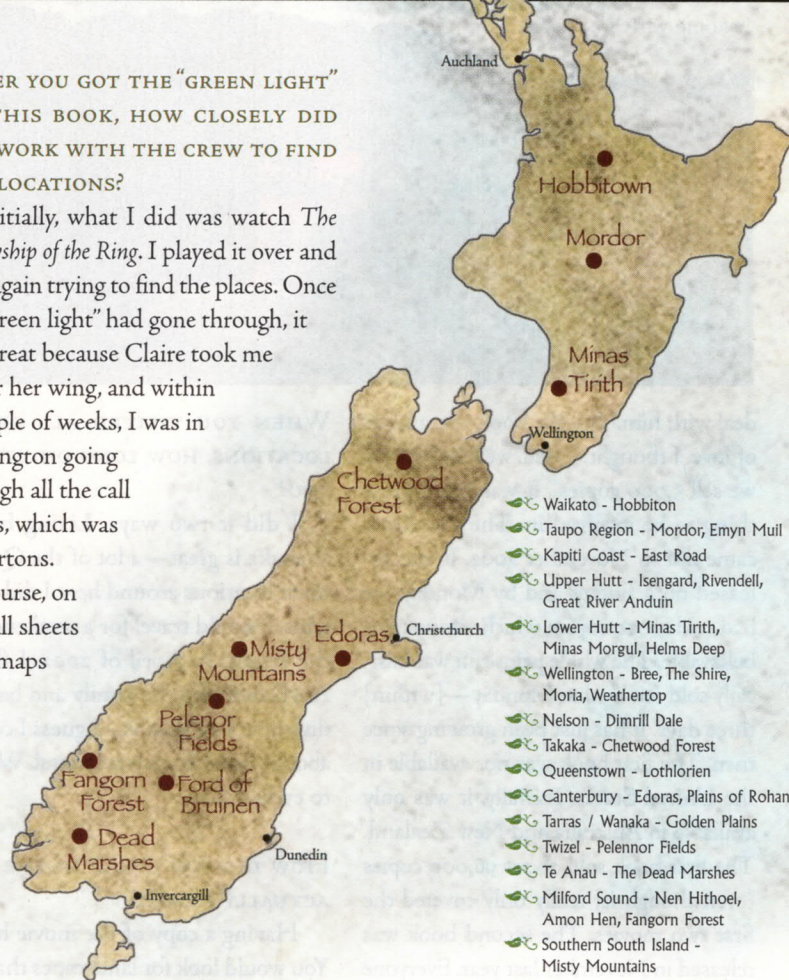 ER YOU GOT THE "GREEN LIGHT"
THIS BOOK, HOW CLOSELY DID
WORK WITH THE CREW TO FIND
LOCATIONS?
itially, what I did was watch The
ship of the Ring. I played it over and
gain trying to find the places. Once
reen light" had gone through, it
reat because Claire took me
r her wing, and within
ple of weeks, I was in
ngton going
gh all the call
s, which was
rtons.
urse, on
ll sheets
maps
Auchland
Hobbitown
Mordor
Minas
Tirith
Wellington
Chetwood
Forest
Christchurch
Edoras
Misty
Mountains
Pelenor
Fields
Fangorn
Forest
Ford of
Bruinen
Dead
Marshes
Dunedin
Invercargill
Waikato - Hobbiton
Taupo Region - Mordor, Emyn Muil
Kapiti Coast - East Road
Upper Hutt - Isengard, Rivendell,
Great River Anduin
Lower Hutt - Minas Tirith,
Minas Morgul, Helms Deep
Wellington - Bree, The Shire,
Moria, Weathertop
Nelson - Dimrill Dale
Takaka - Chetwood Forest
Queenstown - Lothlorien
Canterbury - Edoras, Plains of Rohan
Tarras / Wanaka - Golden Plains
Twizel - Pelennor Fields
Te Anau - The Dead Marshes
Milford Sound - Nen Hithoel,
Amon Hen, Fangorn Forest
Southern South Island -
Misty Mountains